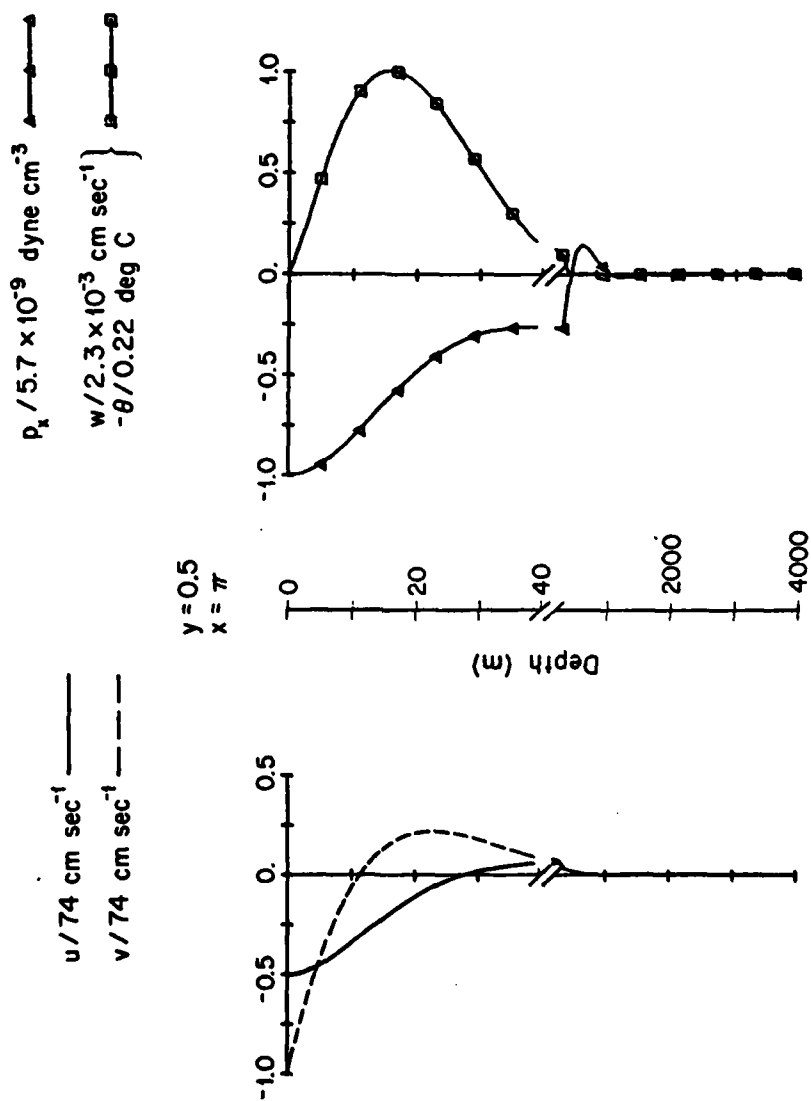 u/74 cm sec⁻¹
v/74 cm sec⁻¹
pₓ/5.7 × 10⁻⁹ dyne cm⁻³
w/2.3 × 10⁻³ cm sec⁻¹
-θ/0.22 deg C
}
y = 0.5
x = π
-1.0 -0.5 0. 0.5
Depth (m)
0
20
40
2000
4000
-1.0 -0.5 0. 0.5 1.0